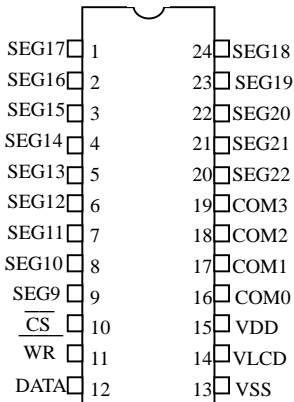 SEG17 1 24 SEG18
SEG16 2 23 SEG19
SEG15 3 22 SEG20
SEG14 4 21 SEG21
SEG13 5 20 SEG22
SEG12 6 19 COM3
SEG11 7 18 COM2
SEG10 8 17 COM1
SEG9 9 16 COM0
C̅S̅ 10 15 VDD
W̅R̅ 11 14 VLCD
DATA 12 13 VSS